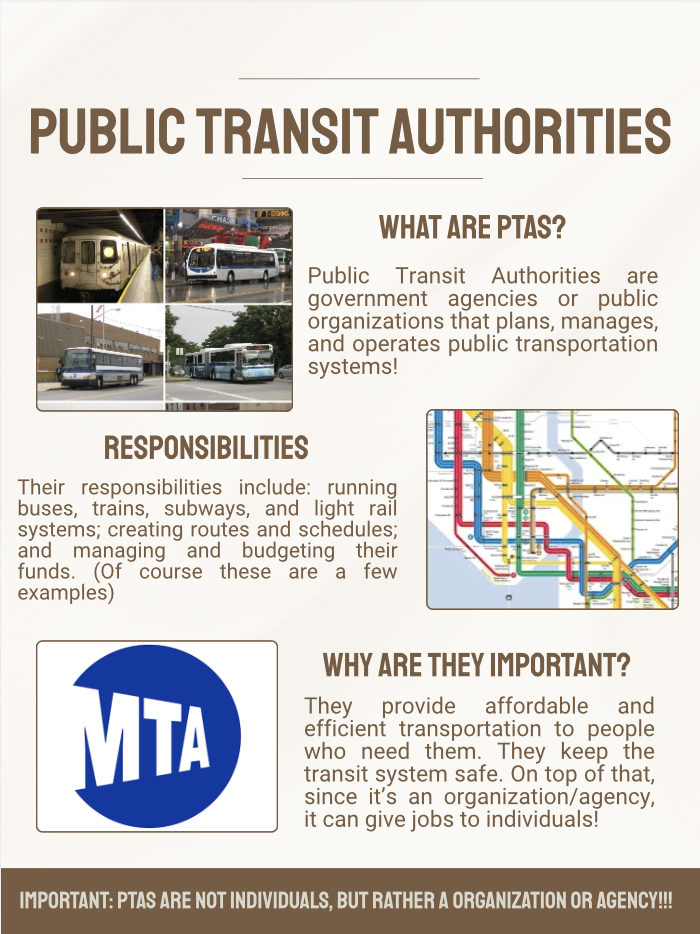 PUBLIC TRANSIT AUTHORITIES
WHAT ARE PTAS?
Public Transit Authorities are
government agencies or public
organizations that plans, manages,
and operates public transportation
systems!
RESPONSIBILITIES
Their responsibilities include: running
buses, trains, subways, and light rail
systems; creating routes and schedules;
and managing and budgeting their
funds. (Of course these are a few
examples)
MTA
WHY ARE THEY IMPORTANT?
They provide affordable and
efficient transportation to people
who need them. They keep the
transit system safe. On top of that,
since it’s an organization/agency,
it can give jobs to individuals!
IMPORTANT: PTAS ARE NOT INDIVIDUALS, BUT RATHER A ORGANIZATION OR AGENCY!!!